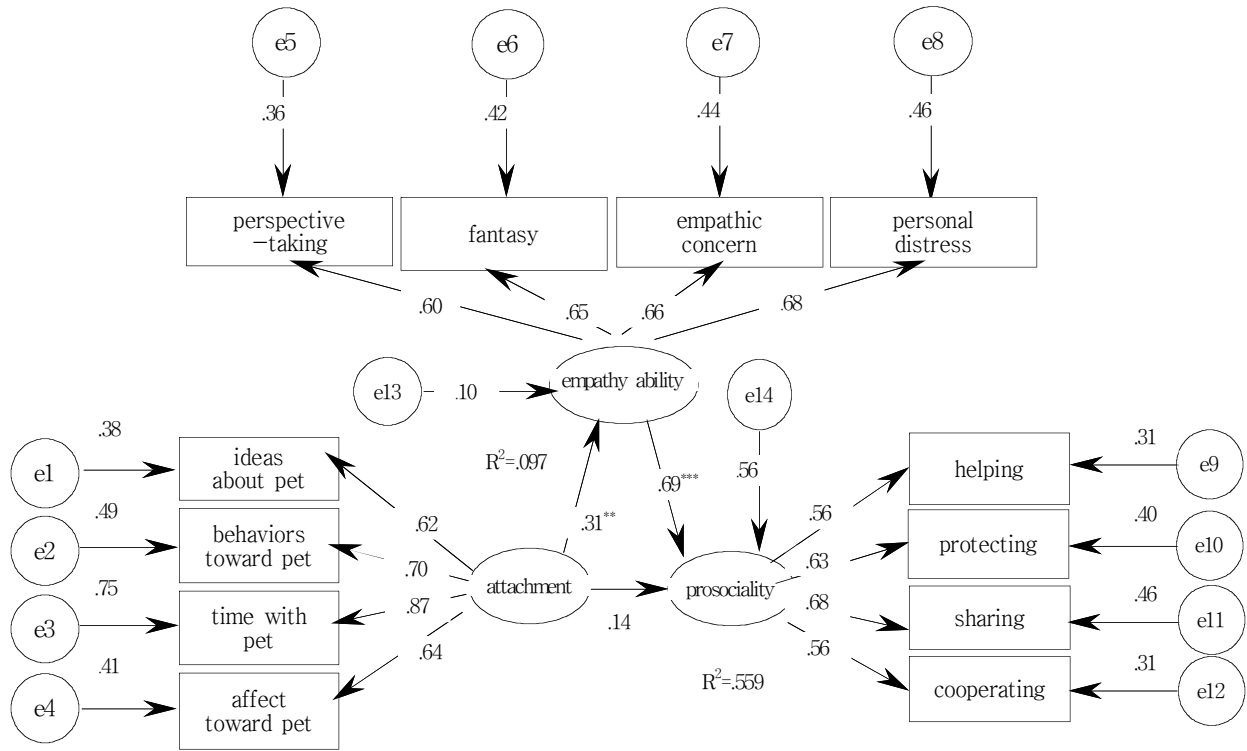 e5
e6
e7
e8
.36
.42
.44
.46
perspective
-taking
fantasy
empathic
concern
personal
distress
.60
.65
.66
.68
e13
.10
empathy ability
e14
R²=.097
.69***
.56
.31**
e1
.38
ideas
about pet
e2
.49
behaviors
toward pet
e3
.75
time with
pet
e4
.41
affect
toward pet
.62
.70
.87
.64
attachment
.14
prosociality
R²=.559
.56
.63
.68
.56
helping
.31
e9
protecting
.40
e10
sharing
.46
e11
cooperating
.31
e12